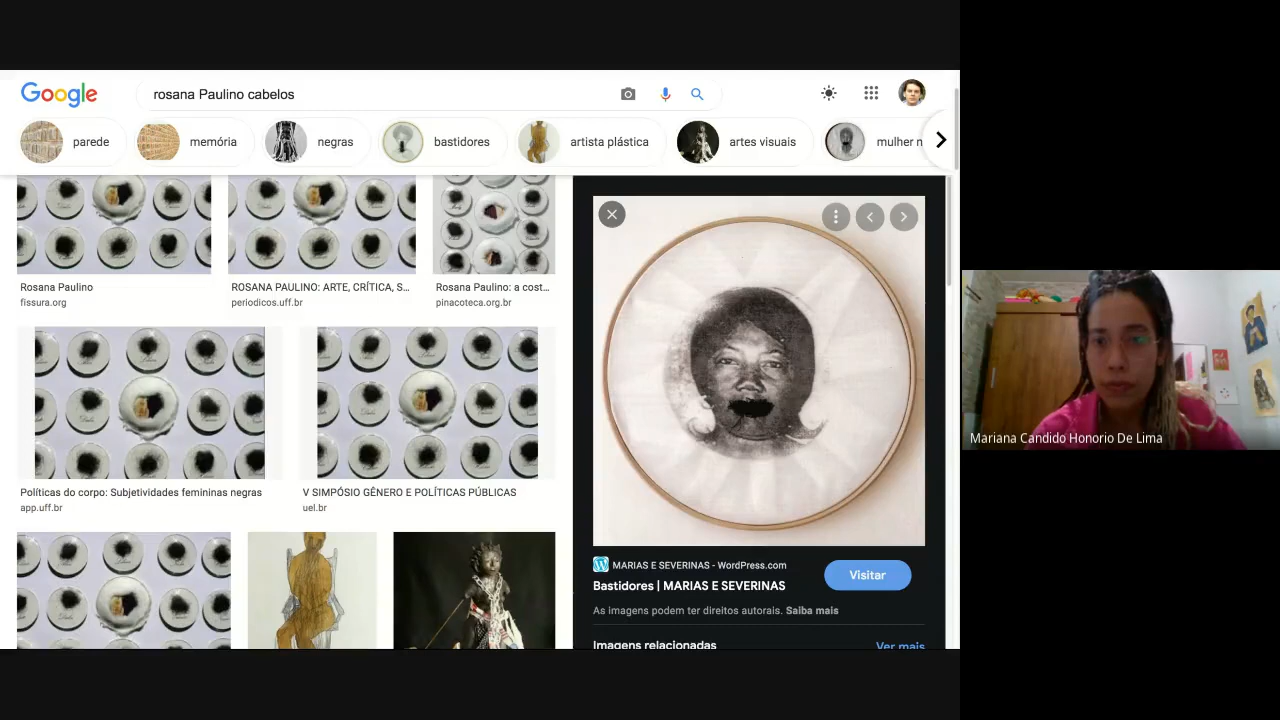 Google
rosana Paulino cabelos
parede
memória
negras
bastidores
artista plástica
artes visuais
mulher n
Rosana Paulino
fissura.org
ROSANA PAULINO: ARTE, CRÍTICA, S...
periodicos.uff.br
Rosana Paulino: a cost...
pinacoteca.org.br
Políticas do corpo: Subjetividades femininas negras
app.uff.br
V SIMPÓSIO GÊNERO E POLÍTICAS PÚBLICAS
uel.br
MARIAS E SEVERINAS - WordPress.com
Bastidores | MARIAS E SEVERINAS
Visitar
As imagens podem ter direitos autorais. Saiba mais
Imagens relacionadas
Ver mais
Mariana Candido Honorio De Lima